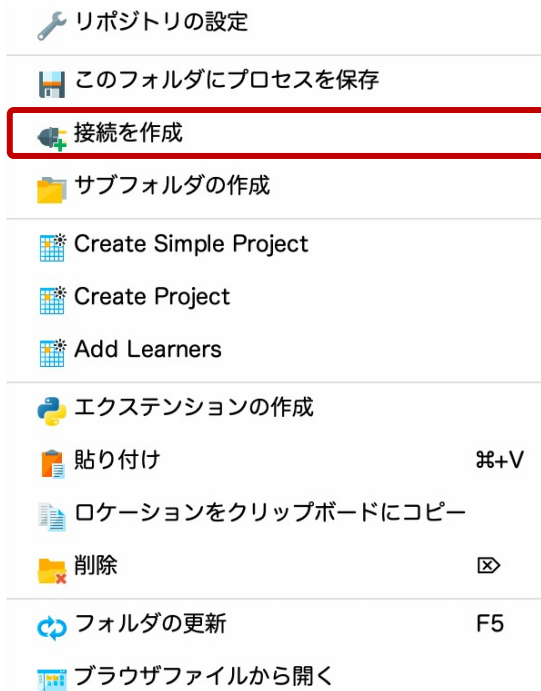 リポジトリの設定
このフォルダにプロセスを保存
接続を作成
サブフォルダの作成
Create Simple Project
Create Project
Add Learners
エクステンションの作成
貼り付け ⌘+V
ロケーションをクリップボードにコピー
削除 ⌦
フォルダの更新 F5
ブラウザファイルから開く